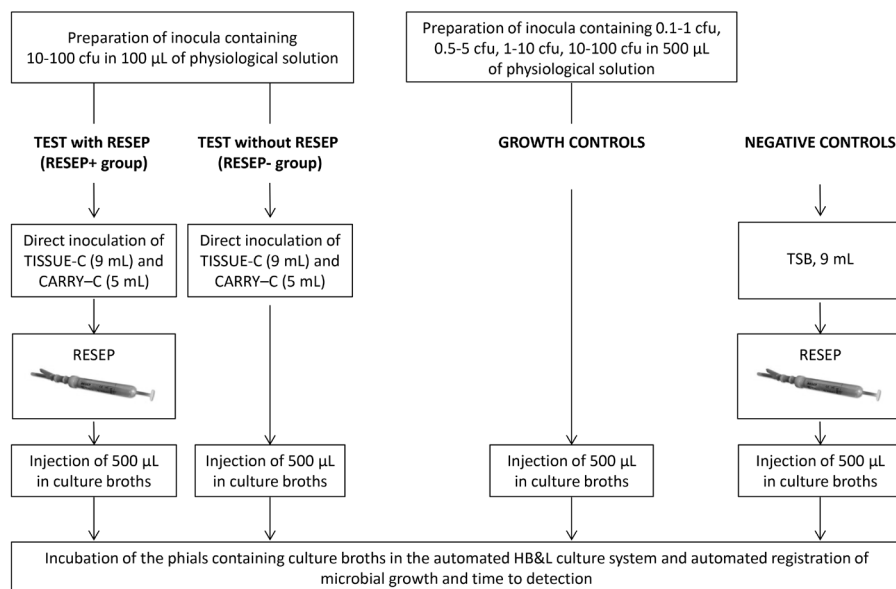 Preparation of inocula containing
10-100 cfu in 100 µL of physiological solution
Preparation of inocula containing 0.1-1 cfu,
0.5-5 cfu, 1-10 cfu, 10-100 cfu in 500 µL
of physiological solution
TEST with RESEP
(RESEP+ group)
TEST without RESEP
(RESEP- group)
GROWTH CONTROLS
NEGATIVE CONTROLS
Direct inoculation of
TISSUE-C (9 mL) and
CARRY–C (5 mL)
Direct inoculation of
TISSUE-C (9 mL) and
CARRY–C (5 mL)
TSB, 9 mL
RESEP
RESEP
Injection of 500 µL
in culture broths
Injection of 500 µL
in culture broths
Injection of 500 µL
in culture broths
Injection of 500 µL
in culture broths
Incubation of the phials containing culture broths in the automated HB&L culture system and automated registration of
microbial growth and time to detection